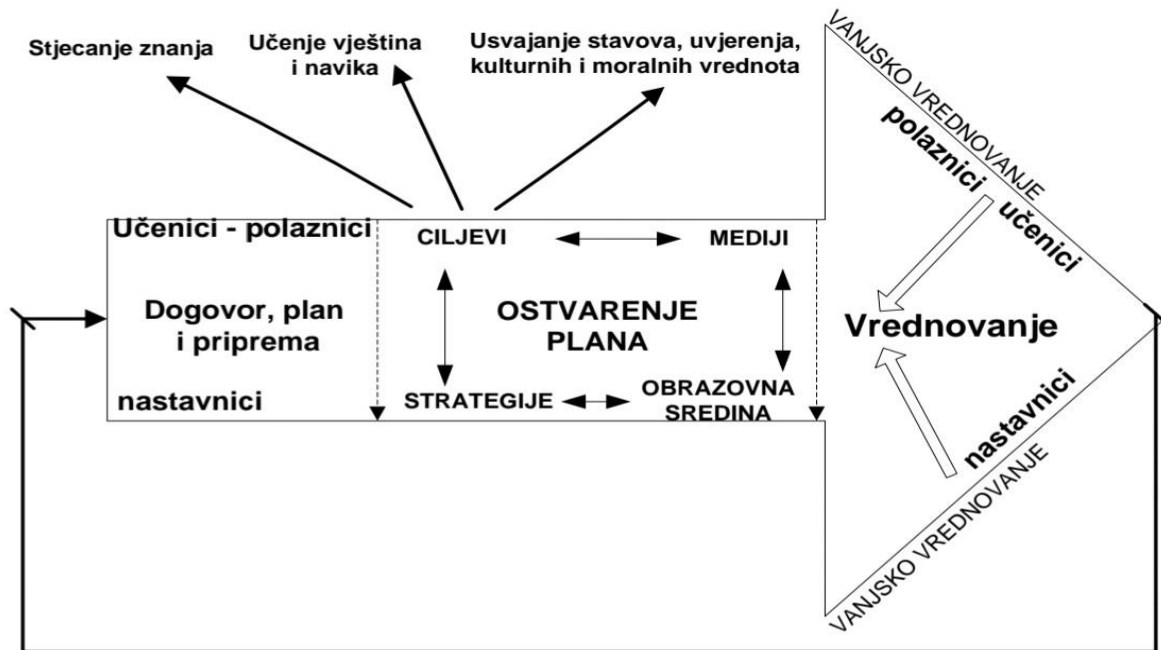 Stjecanje znanja
Učenje vještina
i navika
Usvajanje stavova, uvjerenja,
kulturnih i moralnih vrednota
VANJSKO VREDNOVANJE
polaznici
učenici
Učenici - polaznici
CILJEVI
MEDIJI
Dogovor, plan
i priprema
OSTVARENJE
PLANA
Vrednovanje
nastavnici
STRATEGIJE
OBRAZOVNA
SREDINA
nastavnici
VANJSKO VREDNOVANJE